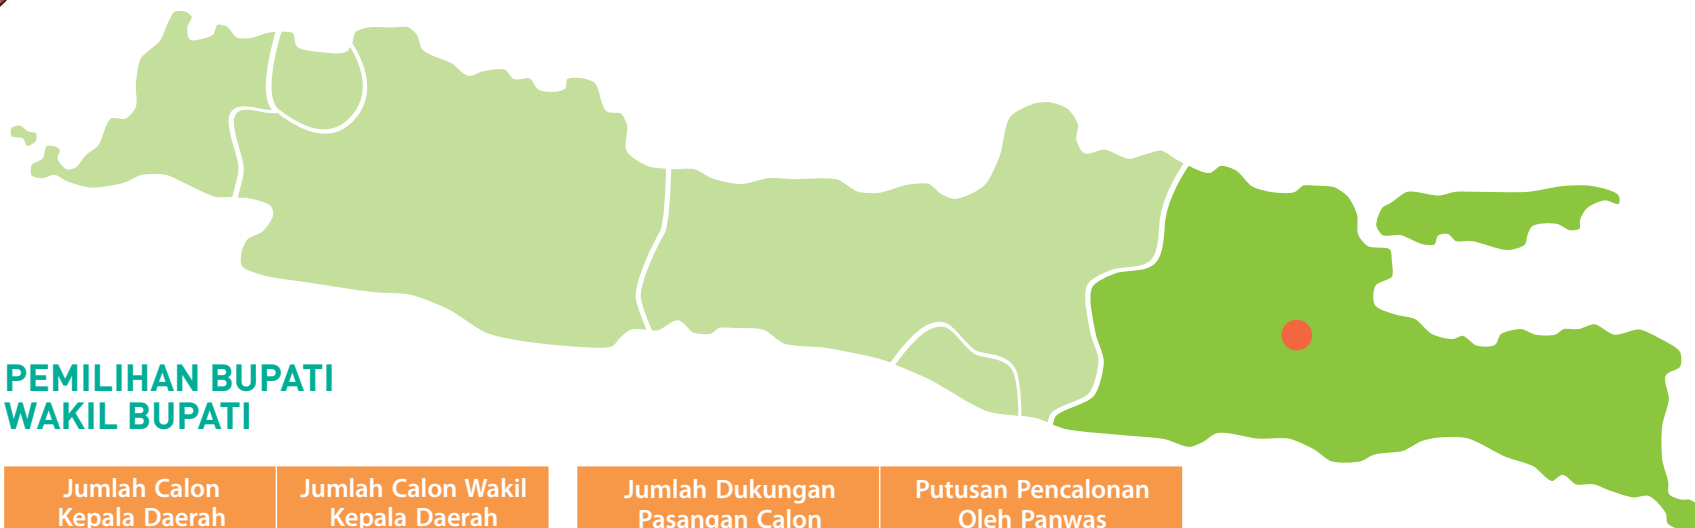 PEMILIHAN BUPATI
WAKIL BUPATI
Jumlah Calon
Kepala Daerah
Jumlah Calon Wakil
Kepala Daerah
Jumlah Dukungan
Pasangan Calon
Putusan Pencalonan
Oleh Panwas